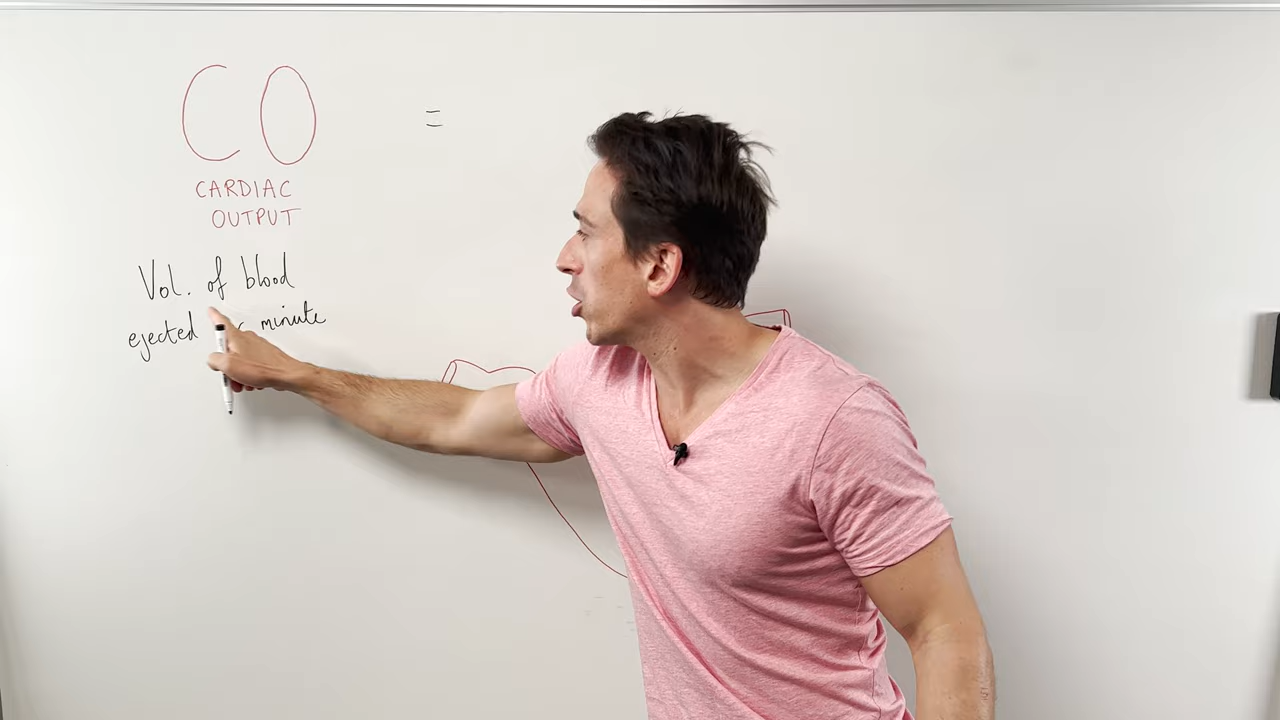 CO =
CARDIAC
OUTPUT
Vol. of blood
ejected minute